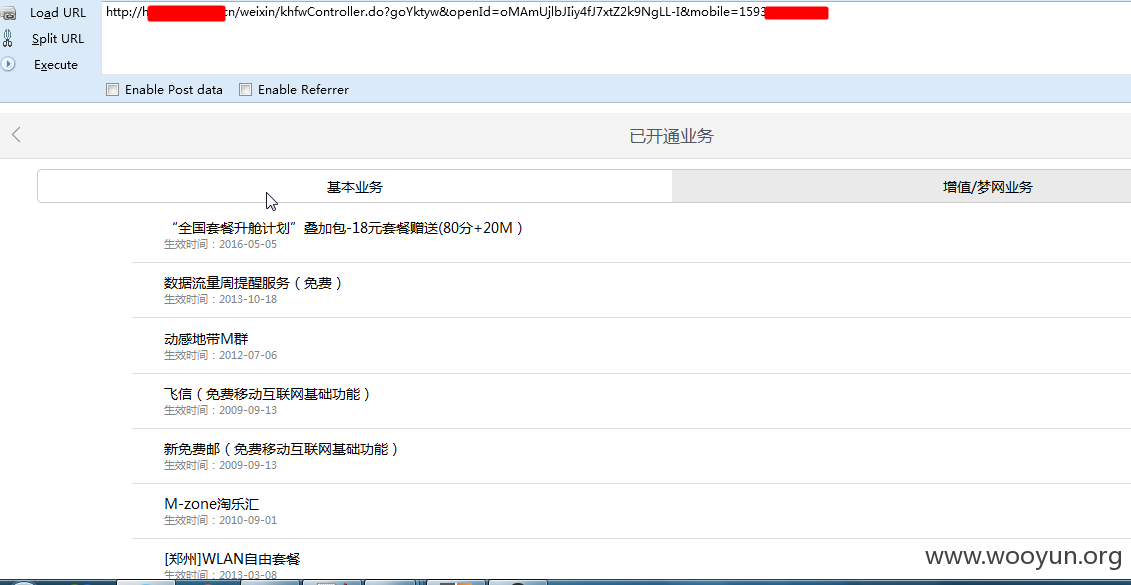 Load URL
http://h cn/weixin/khfwController.do?goYktyw&openId=oMAmUjlbJIiy4fJ7xtZ2k9NgLL-I&mobile=1593
Split URL
Execute
Enable Post data Enable Referrer
已开通业务
基本业务 增值/梦网业务
“全国套餐升舱计划”叠加包-18元套餐赠送(80分+20M）
生效时间：2016-05-05
数据流量周提醒服务（免费）
生效时间：2013-10-18
动感地带M群
生效时间：2012-07-06
飞信（免费移动互联网基础功能）
生效时间：2009-09-13
新免费邮（免费移动互联网基础功能）
生效时间：2009-09-13
M-zone淘乐汇
生效时间：2010-09-01
[郑州]WLAN自由套餐
生效时间：2013-03-08
www.wooyun.org